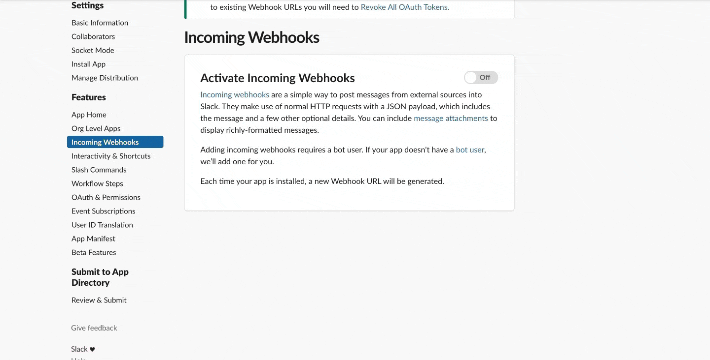 Settings
Basic Information
Collaborators
Socket Mode
Install App
Manage Distribution
Features
App Home
Org Level Apps
Incoming Webhooks
Interactivity & Shortcuts
Slash Commands
Workflow Steps
OAuth & Permissions
Event Subscriptions
User ID Translation
App Manifest
Beta Features
Submit to App
Directory
Review & Submit
Give feedback
Slack ♥
Help
to existing Webhook URLs you will need to Revoke All OAuth Tokens.
Incoming Webhooks
Activate Incoming Webhooks
Off
Incoming webhooks are a simple way to post messages from external sources into
Slack. They make use of normal HTTP requests with a JSON payload, which includes
the message and a few other optional details. You can include message attachments to
display richly-formatted messages.
Adding incoming webhooks requires a bot user. If your app doesn't have a bot user,
we'll add one for you.
Each time your app is installed, a new Webhook URL will be generated.